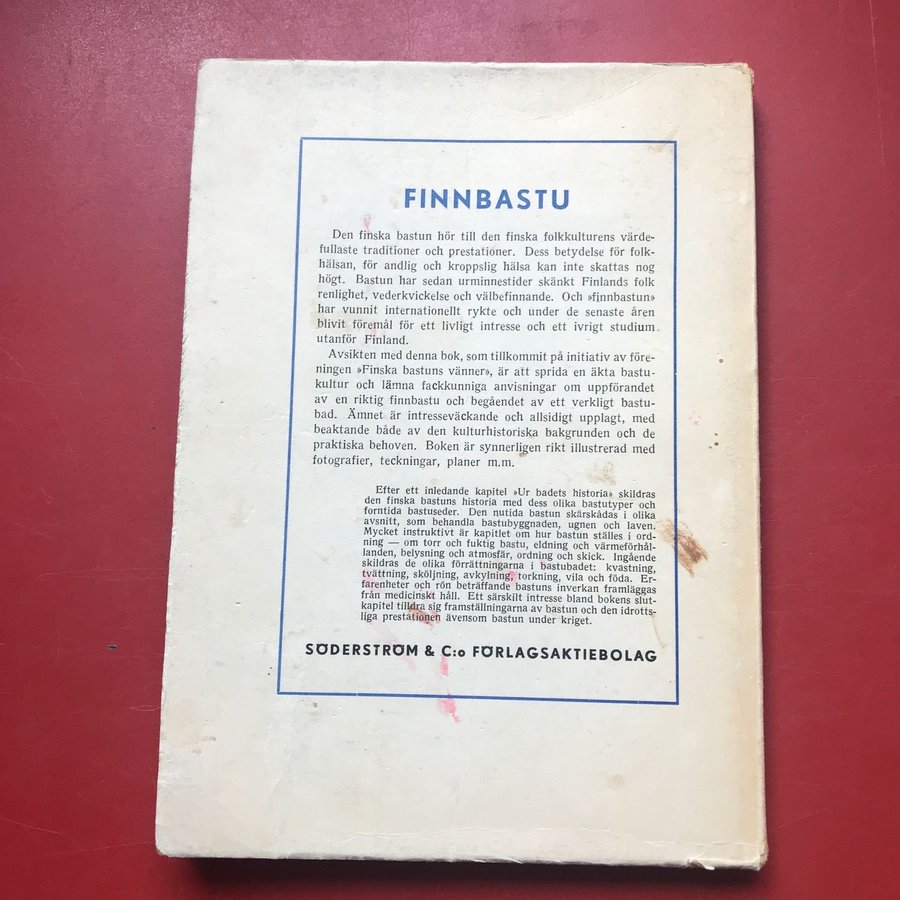 FINNBASTU
Den finska bastun hör till den finska folkkulturens värde-
fullaste traditioner och prestationer. Dess betydelse för folk-
hälsan, för andlig och kroppslig hälsa kan inte skattas nog
högt. Bastun har sedan urminnestider skänkt Finlands folk
renlighet, vederkvickelse och välbefinnande. Och »finnbastun»
har vunnit internationellt rykte och under de senaste åren
blivit föremål för ett livligt intresse och ett ivrigt studium
utanför Finland.
Avsikten med denna bok, som tillkommit på initiativ av före-
ningen »Finska bastuns vänner», är att sprida en äkta bastu-
kultur och lämna fackkunniga anvisningar om uppförandet
av en riktig finnbastu och begåendet av ett verkligt bastu-
bad. Ämnet är intresseväckande och allsidigt upplagt, med
beaktande både av den kulturhistoriska bakgrunden och de
praktiska behoven. Boken är synnerligen rikt illustrerad med
fotografier, teckningar, planer m.m.
Efter ett inledande kapitel »Ur badets historia» skildras
den finska bastuns historia med dess olika bastutyper och
forntida bastuseder. Den nutida bastun skärskådas i olika
avsnitt, som behandla bastubyggnaden, ugnen och laven.
Mycket instruktivt är kapitlet om hur bastun ställes i ord-
ning — om torr och fuktig bastu, eldning och värmeförhål-
landen, belysning och atmosfär, ordning och skick. Ingående
skildras de olika förrättningarna i bastubadet: kvastning,
tvättning, sköljning, avkylning, torkning, vila och föda. Er-
farenheter och rön beträffande bastuns inverkan framläggas
från medicinskt håll. Ett särskilt intresse bland bokens slut-
kapitel tilldra sig framställningarna av bastun och den idrotts-
liga prestationen ävensom bastun under kriget.
SÖDERSTRÖM & C:o FÖRLAGSAKTIEBOLAG